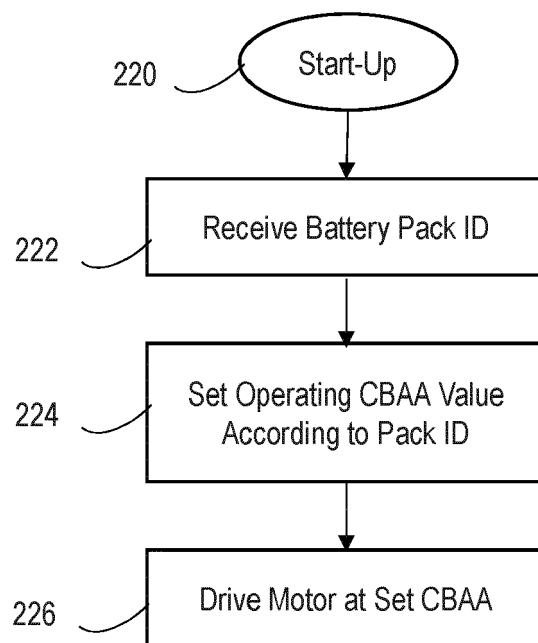 220
Start-Up
222
Receive Battery Pack ID
224
Set Operating CBAA Value
According to Pack ID
226
Drive Motor at Set CBAA